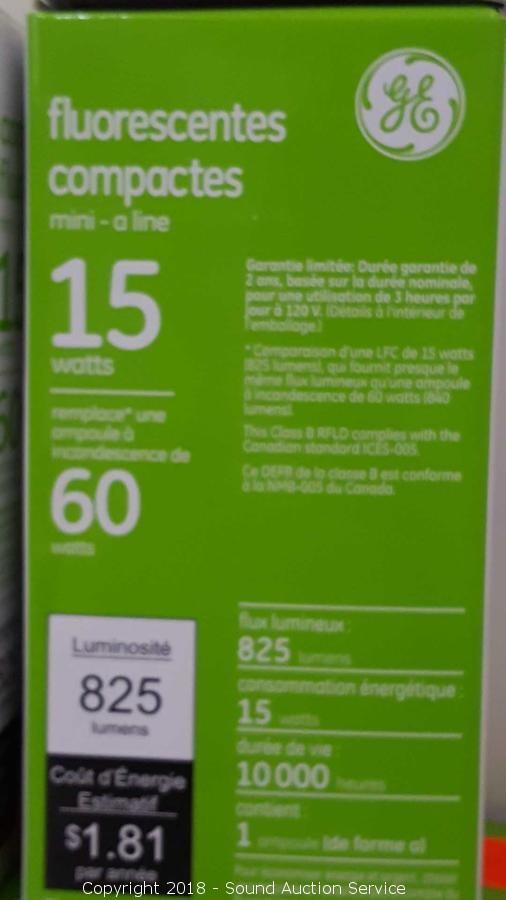 GE
fluorescentes
compactes
mini - a line
15
watts
remplace* une
ampoule à
incandescence de
60
watts
Garantie limitée: Durée garantie de
2 ans, basée sur la durée nominale,
pour une utilisation de 3 heures par
jour à 120 V. (Détails à l'intérieur de
l'emballage.)
* Comparaison d'une LFC de 15 watts
(825 lumens), qui fournit presque le
même flux lumineux qu'une ampoule
à incandescence de 60 watts (840
lumens).
This Class B RFLD complies with the
Canadian standard ICES-005.
Ce DEFR de la classe B est conforme
à la NMB-005 du Canada.
Luminosité
825
lumens
Coût d'Énergie
Estimatif
$1.81
par année
flux lumineux :
825 lumens
consommation énergétique :
15 watts
durée de vie :
10 000 heures
contient :
1 ampoule (de forme a)
Copyright 2018 - Sound Auction Service